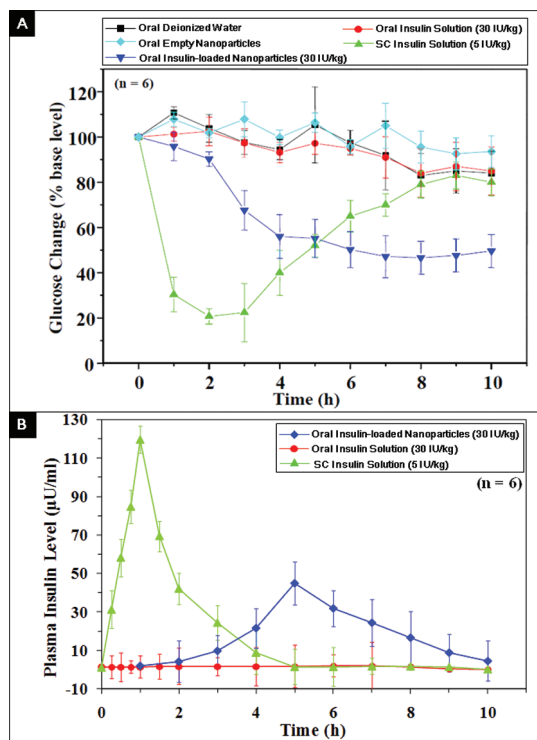 A
Oral Deionized Water
Oral Insulin Solution (30 IU/kg)
Oral Empty Nanoparticles
SC Insulin Solution (5 IU/kg)
Oral Insulin-loaded Nanoparticles (30 IU/kg)
(n = 6)
Glucose Change (% base level)
120
100
80
60
40
20
0
0
2
4
6
8
10
Time (h)
B
Oral Insulin-loaded Nanoparticles (30 IU/kg)
Oral Insulin Solution (30 IU/kg)
SC Insulin Solution (5 IU/kg)
(n = 6)
Plasma Insulin Level (µU/ml)
130
110
90
70
50
30
10
-10
0
2
4
6
8
10
Time (h)